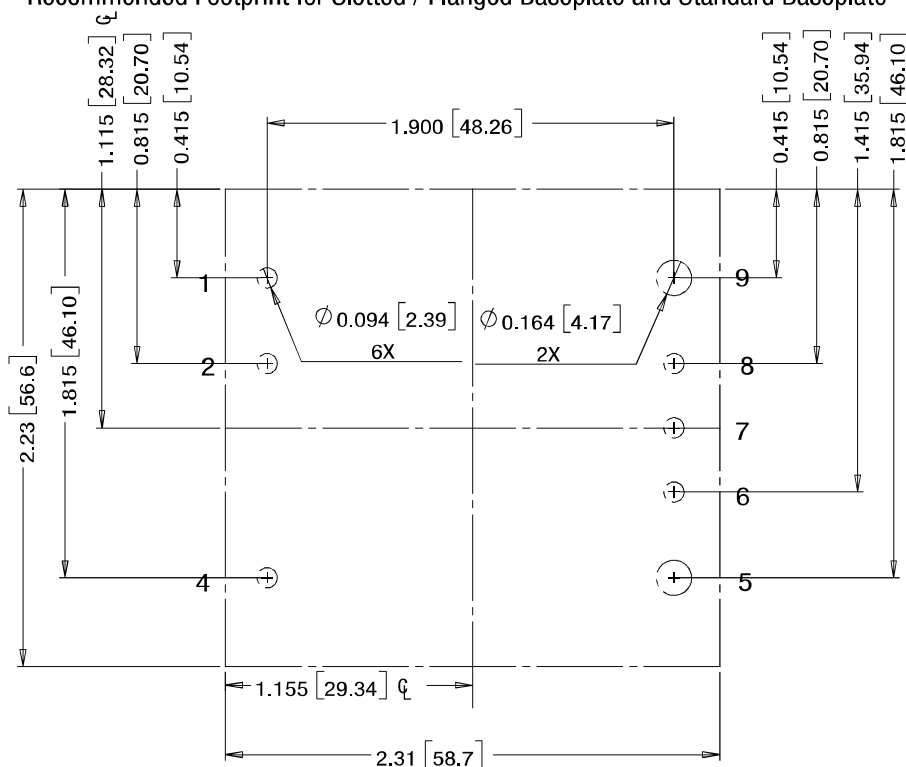 Recommended Footprint for Slotted / Flanged Baseplate and Standard Baseplate
1.115 [28.32] ℄
0.815 [20.70]
0.415 [10.54]
0.415 [10.54]
0.815 [20.70]
1.415 [35.94]
1.815 [46.10]
1.900 [48.26]
1
9
∅ 0.094 [2.39]
6X
∅ 0.164 [4.17]
2X
2
8
2.23 [56.6]
1.815 [46.10]
7
6
4
5
1.155 [29.34] ℄
2.31 [58.7]